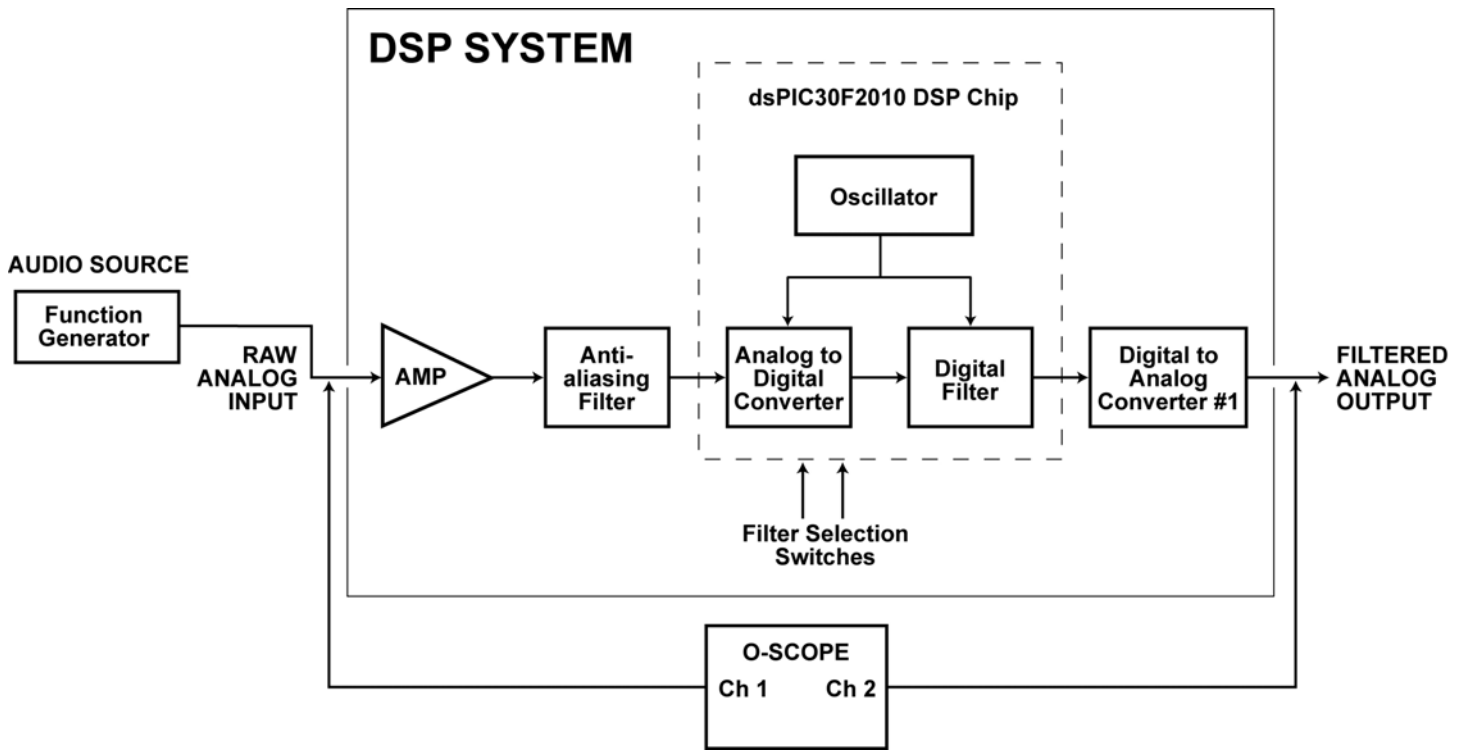 DSP SYSTEM
dsPIC30F2010 DSP Chip
Oscillator
AUDIO SOURCE
Function
Generator
RAW
ANALOG
INPUT
AMP
Anti-
aliasing
Filter
Analog to
Digital
Converter
Digital
Filter
Digital to
Analog
Converter #1
FILTERED
ANALOG
OUTPUT
Filter Selection
Switches
O-SCOPE
Ch 1 Ch 2